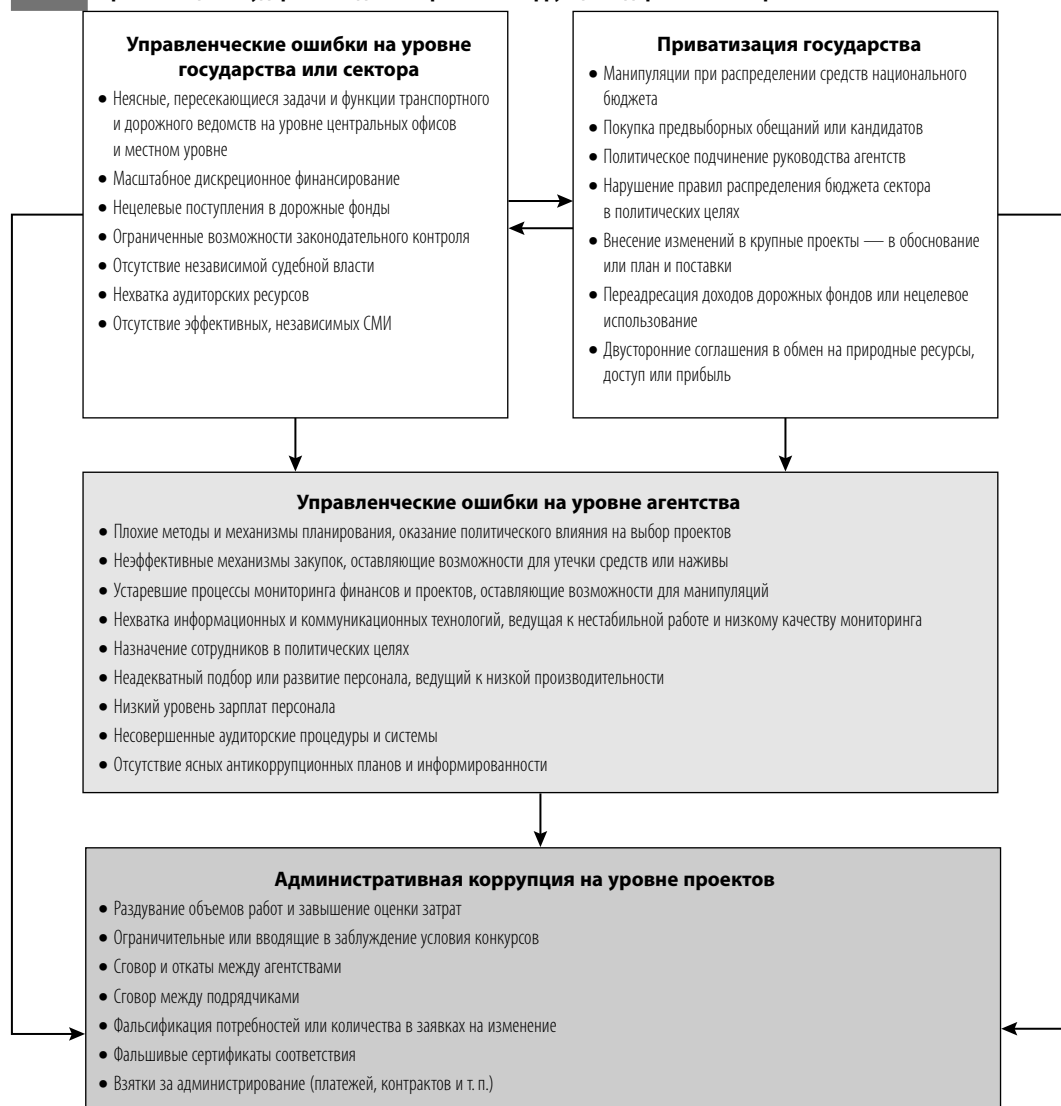 Управленческие ошибки на уровне
государства или сектора
• Неясные, пересекающиеся задачи и функции транспортного
и дорожного ведомств на уровне центральных офисов
и местном уровне
• Масштабное дискреционное финансирование
• Нецелевые поступления в дорожные фонды
• Ограниченные возможности законодательного контроля
• Отсутствие независимой судебной власти
• Нехватка аудиторских ресурсов
• Отсутствие эффективных, независимых СМИ
Приватизация государства
• Манипуляции при распределении средств национального
бюджета
• Покупка предвыборных обещаний или кандидатов
• Политическое подчинение руководства агентств
• Нарушение правил распределения бюджета сектора
в политических целях
• Внесение изменений в крупные проекты — в обоснование
или план и поставки
• Переадресация доходов дорожных фондов или нецелевое
использование
• Двусторонние соглашения в обмен на природные ресурсы,
доступ или прибыль
Управленческие ошибки на уровне агентства
• Плохие методы и механизмы планирования, оказание политического влияния на выбор проектов
• Неэффективные механизмы закупок, оставляющие возможности для утечки средств или наживы
• Устаревшие процессы мониторинга финансов и проектов, оставляющие возможности для манипуляций
• Нехватка информационных и коммуникационных технологий, ведущая к нестабильной работе и низкому качеству мониторинга
• Назначение сотрудников в политических целях
• Неадекватный подбор или развитие персонала, ведущий к низкой производительности
• Низкий уровень зарплат персонала
• Несовершенные аудиторские процедуры и системы
• Отсутствие ясных антикоррупционных планов и информированности
Административная коррупция на уровне проектов
• Раздувание объемов работ и завышение оценки затрат
• Ограничительные или вводящие в заблуждение условия конкурсов
• Сговор и откаты между агентствами
• Сговор между подрядчиками
• Фальсификация потребностей или количества в заявках на изменение
• Фальшивые сертификаты соответствия
• Взятки за администрирование (платежей, контрактов и т. п.)